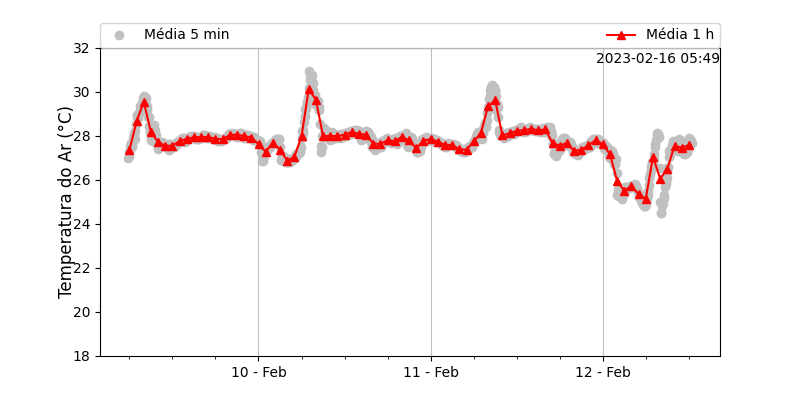 Média 5 min
Média 1 h
2023-02-16 05:49
Temperatura do Ar (°C)
32
30
28
26
24
22
20
18
10 - Feb
11 - Feb
12 - Feb